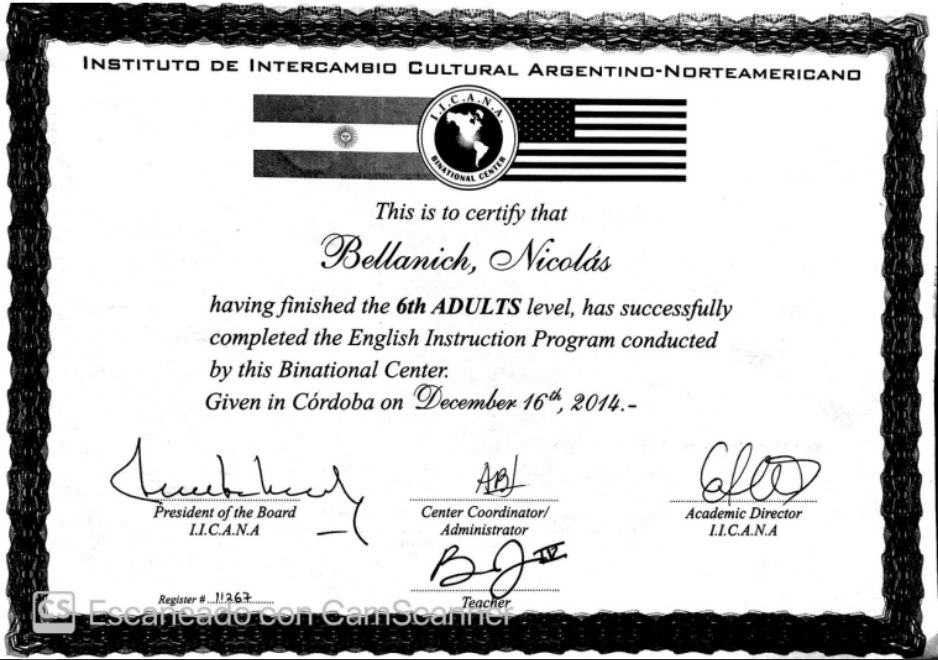 INSTITUTO DE INTERCAMBIO CULTURAL ARGENTINO-NORTEAMERICANO
I.I.C.A.N.A.
BINATIONAL CENTER
This is to certify that
Bellanich, Nicolás
having finished the 6th ADULTS level, has successfully
completed the English Instruction Program conducted
by this Binational Center.
Given in Córdoba on December 16th, 2014.-
President of the Board
I.I.C.A.N.A
Center Coordinator/
Administrator
Academic Director
I.I.C.A.N.A
Teacher
Register # 11267
CS Escaneado con CamScanner